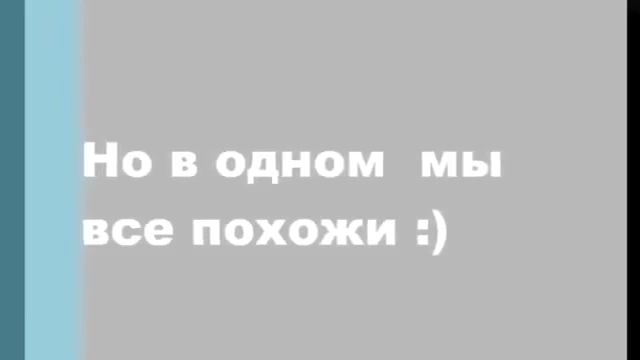 Но в одном  мы
все похожи :)